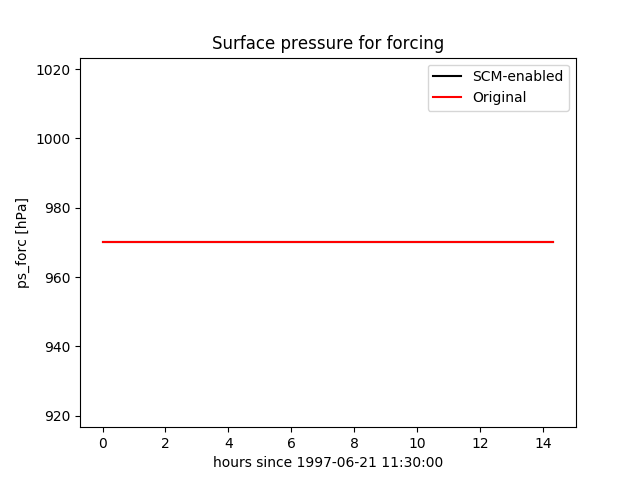 Surface pressure for forcing
SCM-enabled
Original
ps_forc [hPa]
1020
1000
980
960
940
920
0 2 4 6 8 10 12 14
hours since 1997-06-21 11:30:00